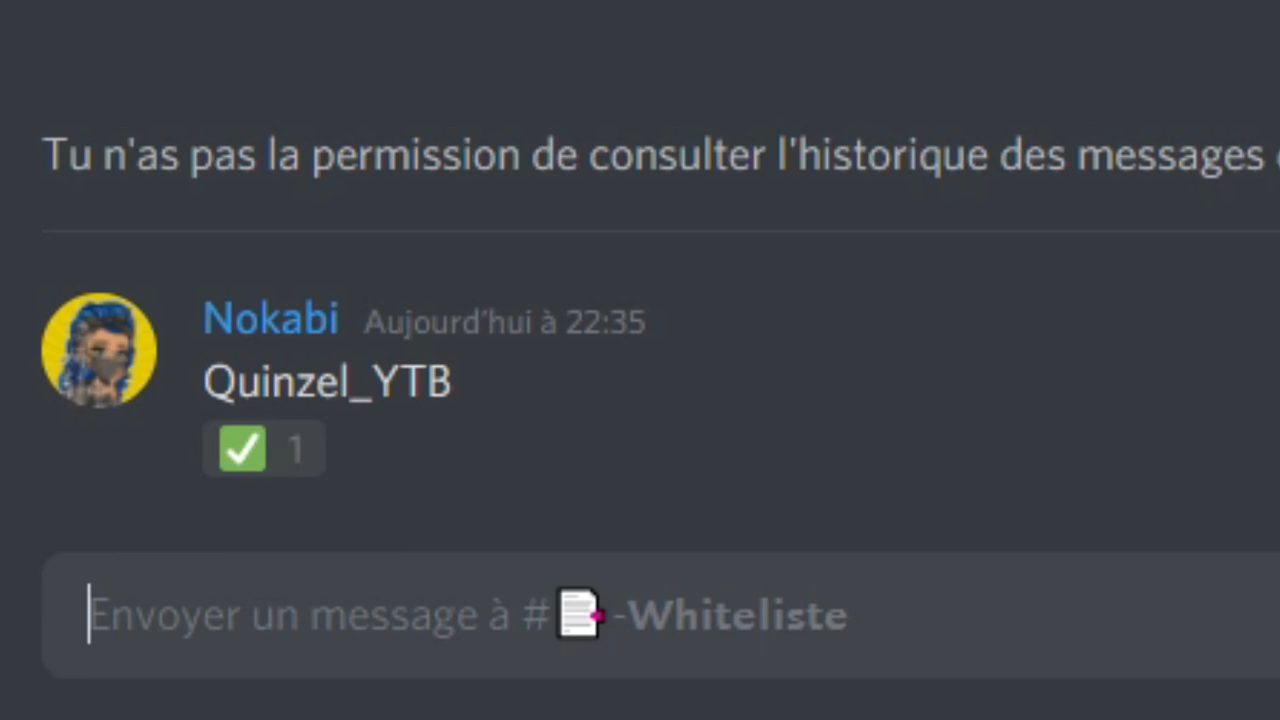 Tu n'as pas la permission de consulter l'historique des messages
Nokabi Aujourd'hui à 22:35
Quinzel_YTB
✅ 1
Envoyer un message à #📑-Whiteliste